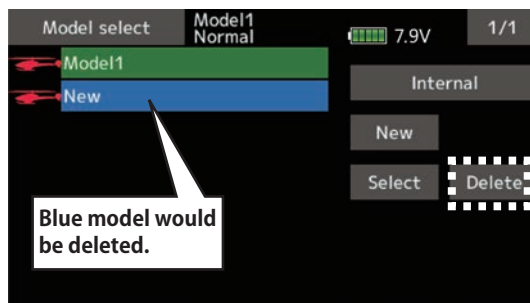 Model select
Model1
Normal
7.9V
1/1
Model1
New
Internal
New
Select
Delete
Blue model would
be deleted.